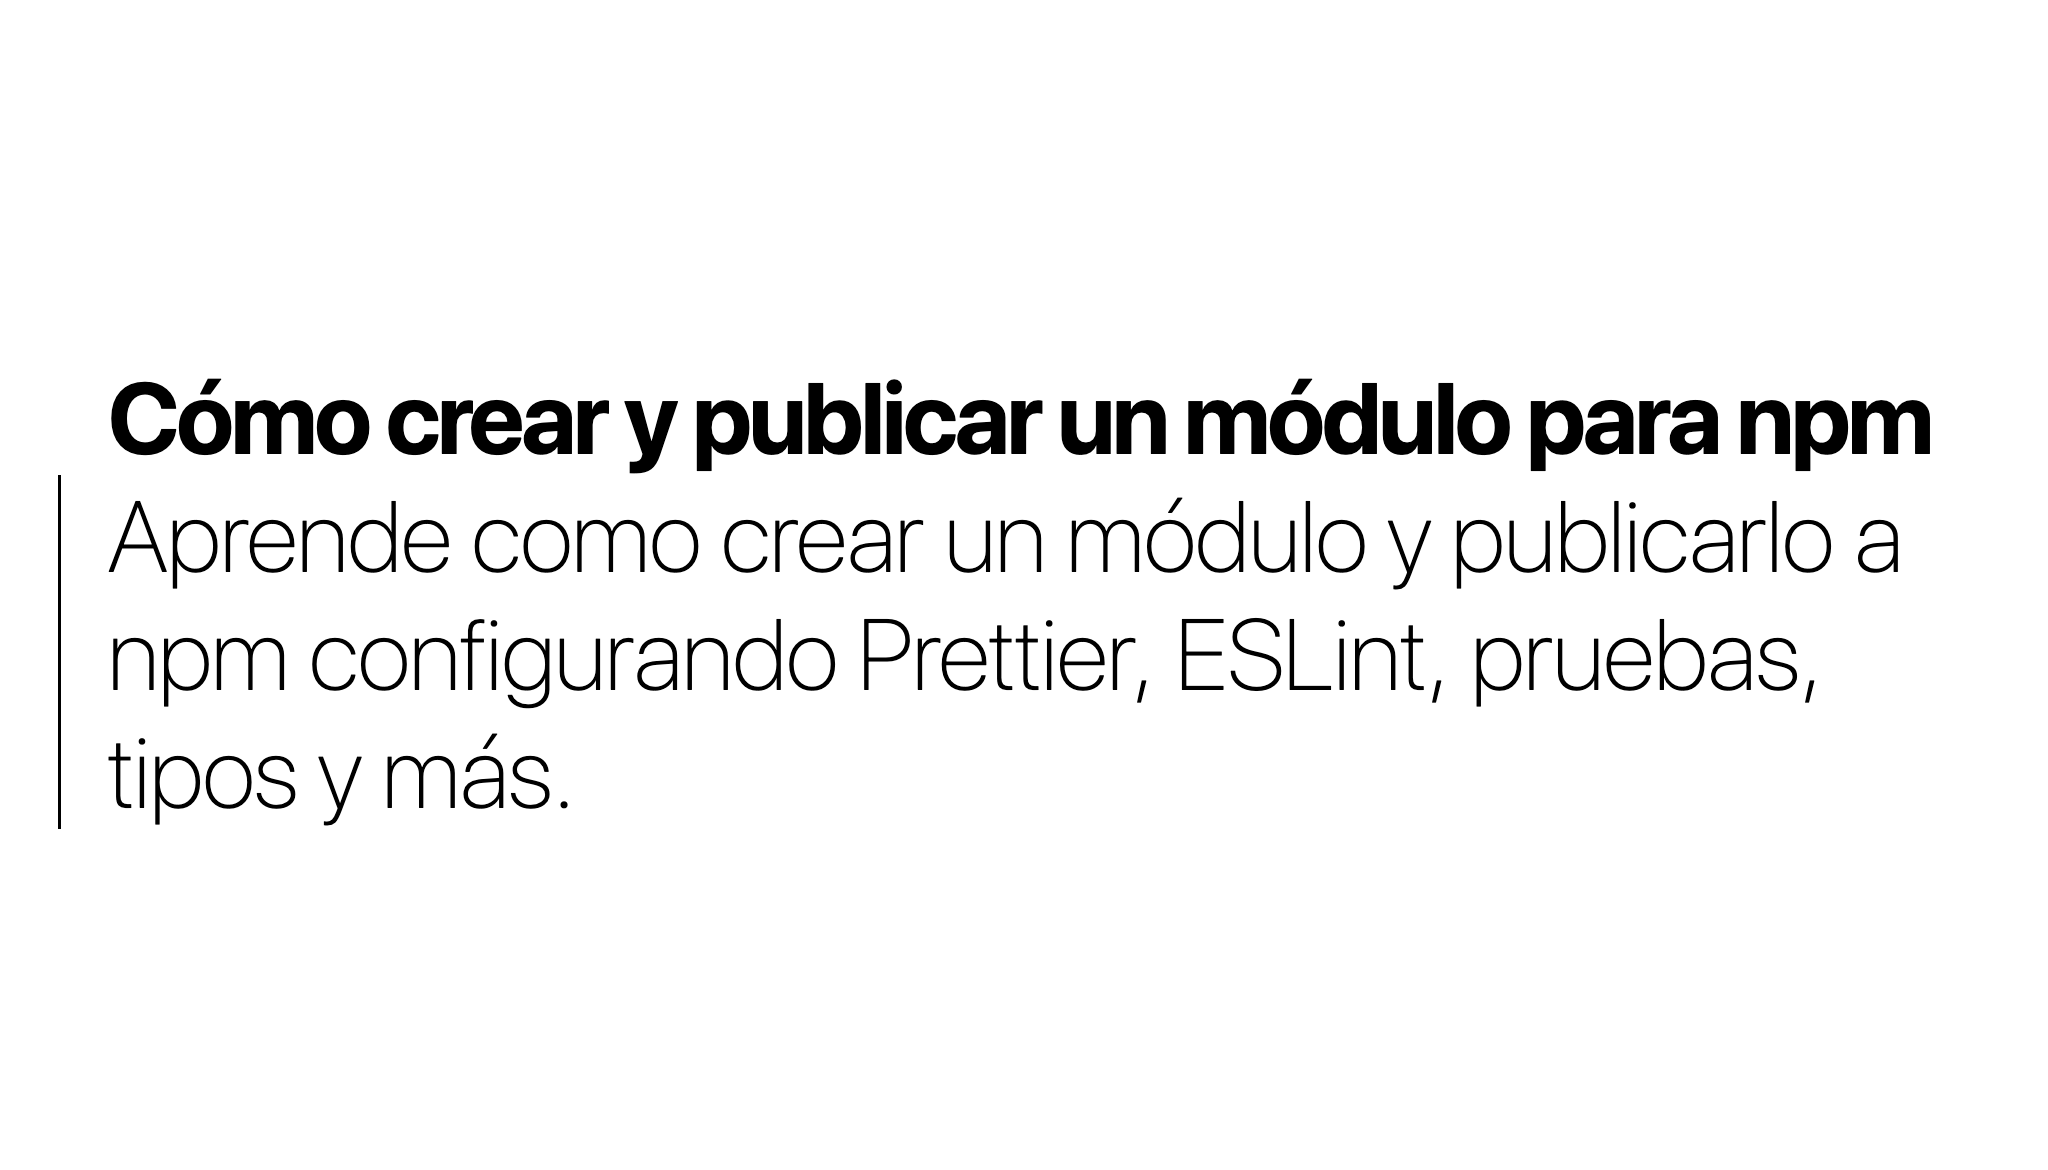 Cómo crear y publicar un módulo para npm
Aprende como crear un módulo y publicarlo a
npm configurando Prettier, ESLint, pruebas,
tipos y más.